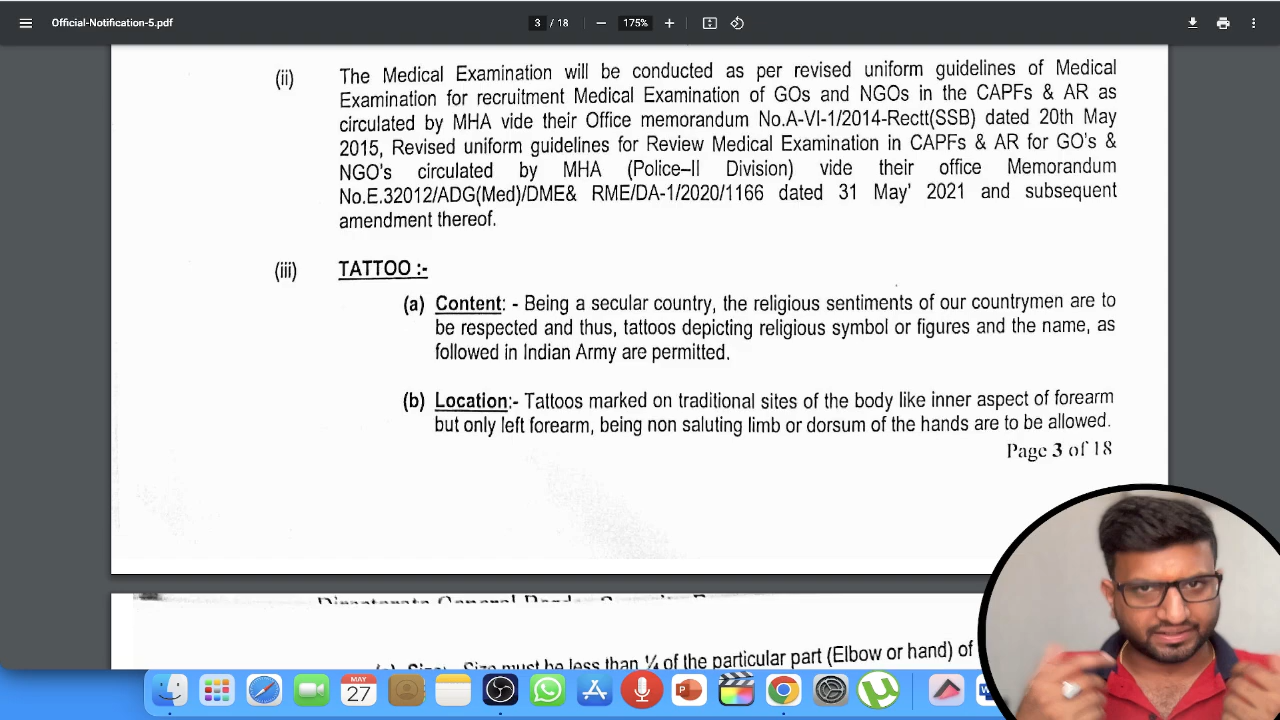 Official-Notification-5.pdf
3 / 18
175%
(ii) The Medical Examination will be conducted as per revised uniform guidelines of Medical
Examination for recruitment Medical Examination of GOs and NGOs in the CAPFs & AR as
circulated by MHA vide their Office memorandum No.A-VI-1/2014-Rectt(SSB) dated 20th May
2015, Revised uniform guidelines for Review Medical Examination in CAPFs & AR for GO's &
NGO's circulated by MHA (Police–II Division) vide their office Memorandum
No.E.32012/ADG(Med)/DME& RME/DA-1/2020/1166 dated 31 May' 2021 and subsequent
amendment thereof.
(iii) TATTOO :-
(a) Content: - Being a secular country, the religious sentiments of our countrymen are to
be respected and thus, tattoos depicting religious symbol or figures and the name, as
followed in Indian Army are permitted.
(b) Location:- Tattoos marked on traditional sites of the body like inner aspect of forearm
but only left forearm, being non saluting limb or dorsum of the hands are to be allowed.
Page 3 of 18
Directorate General
Size must be less than ¼ of the particular part (Elbow or hand) of
MAY
27